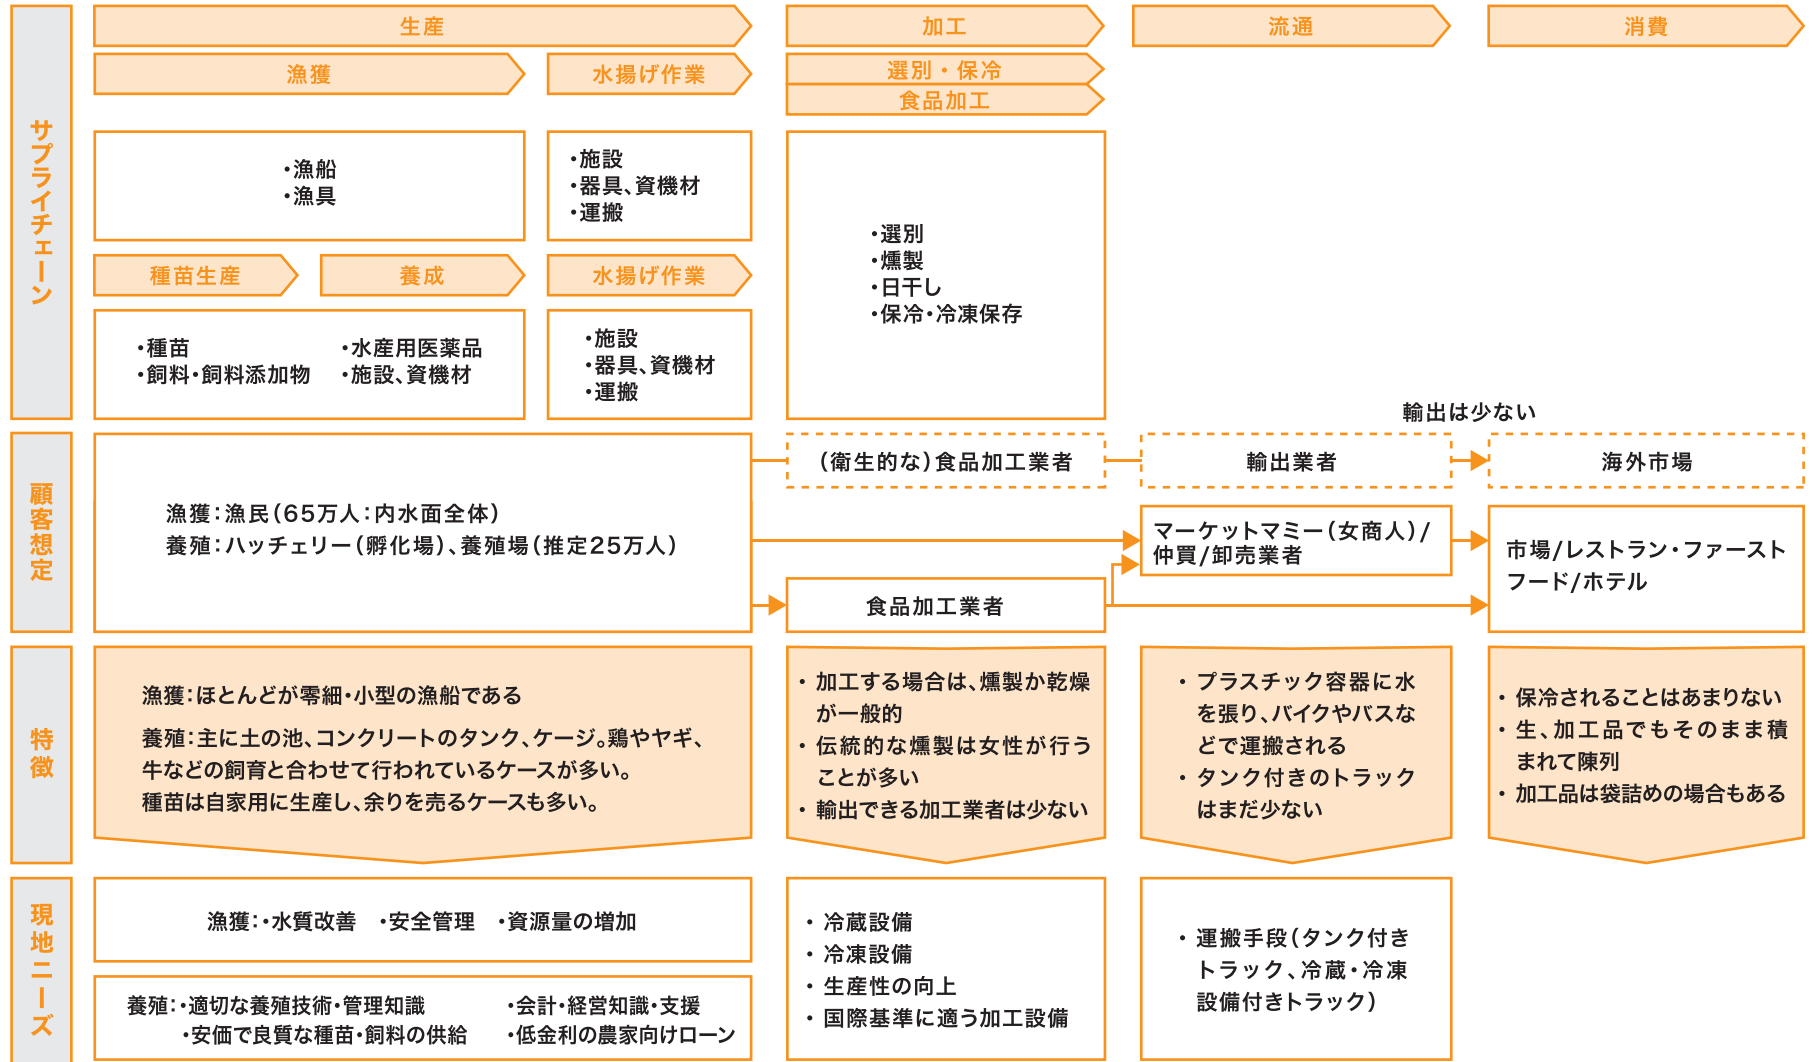 サプライチェーン
生産
加工
流通
消費
漁獲
水揚げ作業
選別・保冷
食品加工
・漁船
・漁具
・施設
・器具、資機材
・運搬
・選別
・燻製
・日干し
・保冷・冷凍保存
種苗生産
養成
水揚げ作業
・種苗
・飼料・飼料添加物
・水産用医薬品
・施設、資機材
・施設
・器具、資機材
・運搬
顧客想定
輸出は少ない
漁獲：漁民（65万人：内水面全体）
養殖：ハッチェリー（孵化場）、養殖場（推定25万人）
（衛生的な）食品加工業者
輸出業者
海外市場
マーケットマミー（女商人）/
仲買/卸売業者
食品加工業者
市場/レストラン・ファースト
フード/ホテル
特徴
漁獲：ほとんどが零細・小型の漁船である
養殖：主に土の池、コンクリートのタンク、ケージ。鶏やヤギ、
牛などの飼育と合わせて行われているケースが多い。
種苗は自家用に生産し、余りを売るケースも多い。
・ 加工する場合は、燻製か乾燥
が一般的
・ 伝統的な燻製は女性が行う
ことが多い
・ 輸出できる加工業者は少ない
・ プラスチック容器に水
を張り、バイクやバスな
どで運搬される
・ タンク付きのトラック
はまだ少ない
・ 保冷されることはあまりない
・ 生、加工品でもそのまま積
まれて陳列
・ 加工品は袋詰めの場合もある
現地ニーズ
漁獲：・水質改善 ・安全管理 ・資源量の増加
養殖：・適切な養殖技術・管理知識
・安価で良質な種苗・飼料の供給
・会計・経営知識・支援
・低金利の農家向けローン
・ 冷蔵設備
・ 冷凍設備
・ 生産性の向上
・ 国際基準に適う加工設備
・ 運搬手段（タンク付き
トラック、冷蔵・冷凍
設備付きトラック）